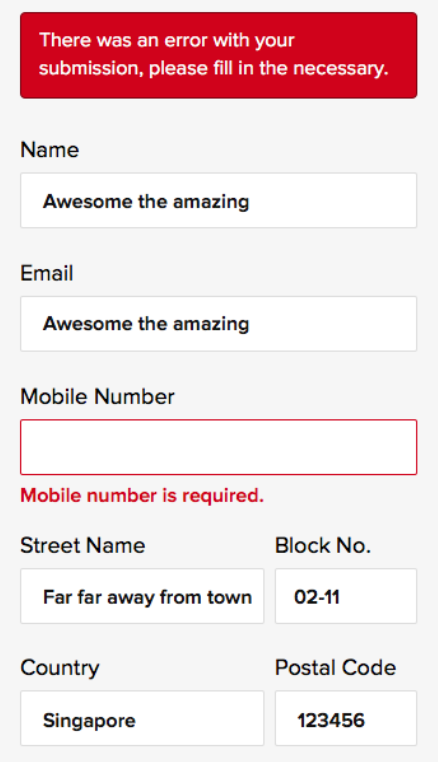 There was an error with your
submission, please fill in the necessary.
Name
Awesome the amazing
Email
Awesome the amazing
Mobile Number
Mobile number is required.
Street Name
Block No.
Far far away from town
02-11
Country
Postal Code
Singapore
123456